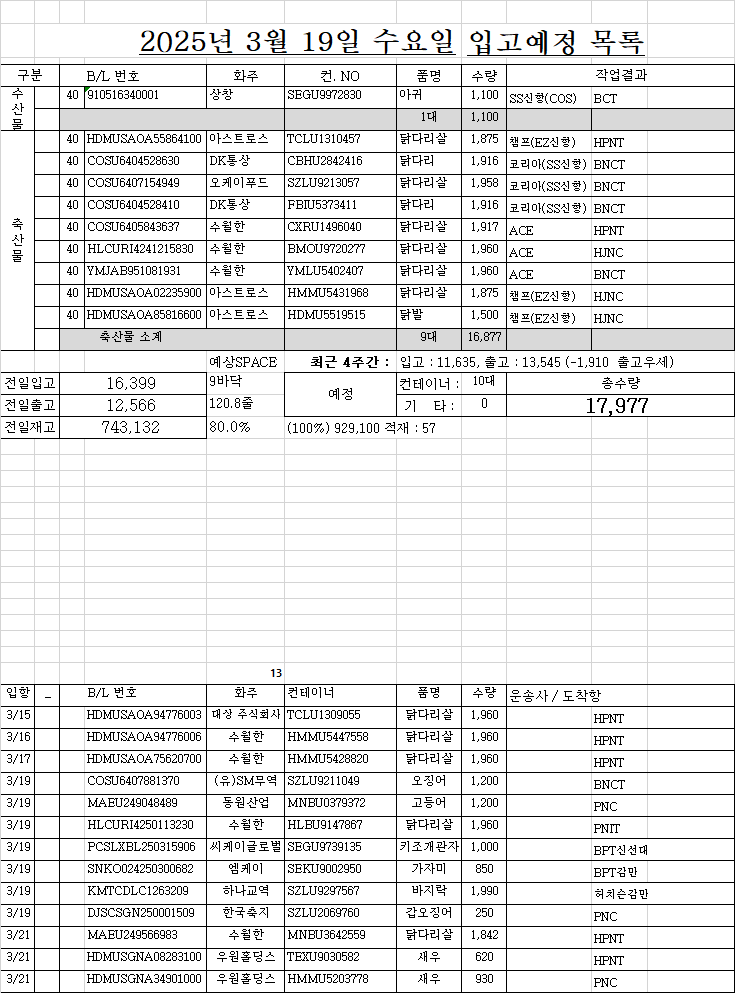 2025년 3월 19일 수요일 입고예정 목록
구분 B/L 번호 화주 컨. NO 품명 수량 작업결과
수산물
40 910516340001 상창 SEGU9972830 아귀 1,100 SS신항(COS) BCT
1대 1,100
축산물
40 HDMUSAOA55864100 아스트로스 TCLU1310457 닭다리살 1,875 챔프(EZ신항) HPNT
40 COSU6404528630 DK통상 CBHU2842416 닭다리 1,916 코리아(SS신항) BNCT
40 COSU6407154949 오케이푸드 SZLU9213057 닭다리살 1,958 코리아(SS신항) BNCT
40 COSU6404528410 DK통상 FBIU5373411 닭다리 1,916 코리아(SS신항) BNCT
40 COSU6405843637 수월한 CXRU1496040 닭다리살 1,917 ACE HPNT
40 HLCURI4241215830 수월한 BMOU9720277 닭다리살 1,960 ACE HJNC
40 YMJAB951081931 수월한 YMLU5402407 닭다리살 1,960 ACE BNCT
40 HDMUSAOA02235900 아스트로스 HMMU5431968 닭다리살 1,875 챔프(EZ신항) HJNC
40 HDMUSAOA85816600 아스트로스 HDMU5519515 닭발 1,500 챔프(EZ신항) HJNC
축산물 소계 9대 16,877
예상SPACE 최근 4주간 : 입고 : 11,635, 출고 : 13,545 (-1,910 출고우세)
전일입고 16,399 9바닥 예정 컨테이너 : 10대 총수량
전일출고 12,566 120.8줄 기 타 : 0 17,977
전일재고 743,132 80.0% (100%) 929,100 적재 : 57
13
입항 _ B/L 번호 화주 컨테이너 품명 수량 운송사 / 도착항
3/15 HDMUSAOA94776003 대상 주식회사 TCLU1309055 닭다리살 1,960 HPNT
3/16 HDMUSAOA94776006 수월한 HMMU5447558 닭다리살 1,960 HPNT
3/17 HDMUSAOA75620700 수월한 HMMU5428820 닭다리살 1,960 HPNT
3/19 COSU6407881370 (유)SM무역 SZLU9211049 오징어 1,200 BNCT
3/19 MAEU249048489 동원산업 MNBU0379372 고등어 1,200 PNC
3/19 HLCURI4250113230 수월한 HLBU9147867 닭다리살 1,960 PNIT
3/19 PCSLXBL250315906 씨케이글로벌 SEGU9739135 키조개관자 1,000 BPT신선대
3/19 SNKO024250300682 엠케이 SEKU9002950 가자미 850 BPT감만
3/19 KMTCDLC1263209 하나교역 SZLU9297567 바지락 1,990 허치슨감만
3/19 DJSCSGN250001509 한국축지 SZLU2069760 갑오징어 250 PNC
3/21 MAEU249566983 수월한 MNBU3642559 닭다리살 1,842 HPNT
3/21 HDMUSGNA08283100 우원홀딩스 TEXU9030582 새우 620 HPNT
3/21 HDMUSGNA34901000 우원홀딩스 HMMU5203778 새우 930 PNC